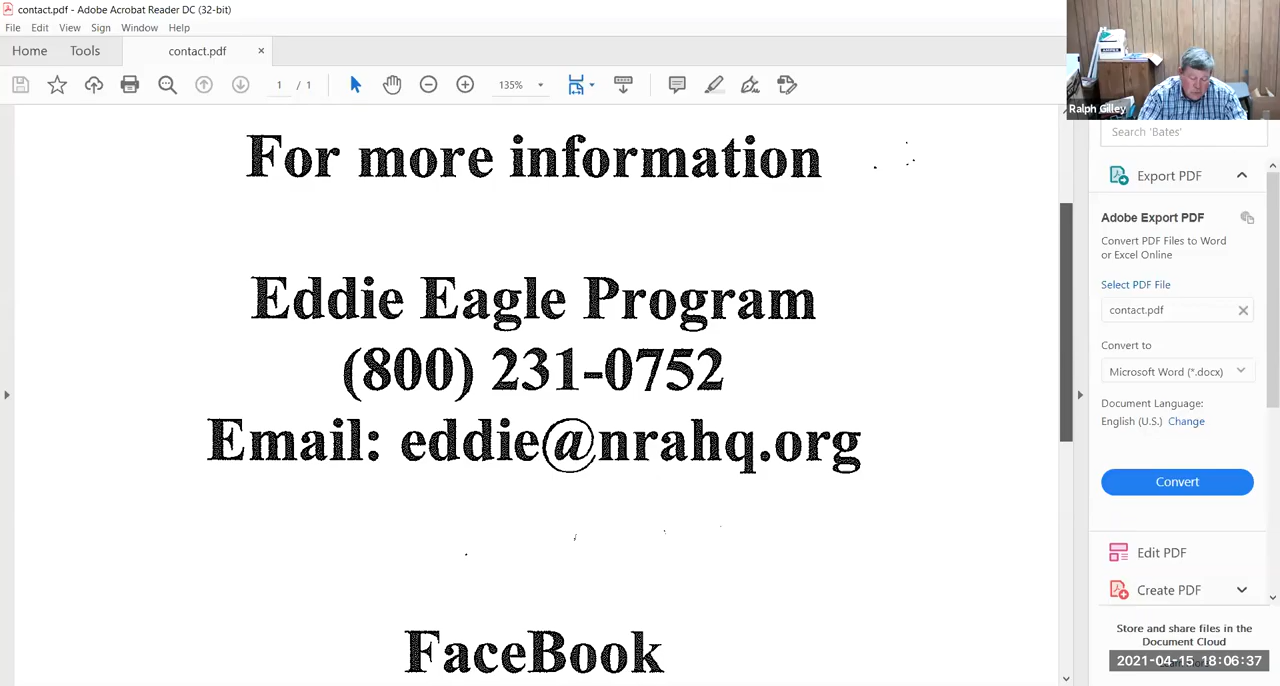 contact.pdf - Adobe Acrobat Reader DC (32-bit)
File Edit View Sign Window Help
Home Tools contact.pdf ×
1 / 1 135%
Ralph Gilley
Search 'Bates'
For more information
Eddie Eagle Program
(800) 231-0752
Email: eddie@nrahq.org
FaceBook
Export PDF
Adobe Export PDF
Convert PDF Files to Word
or Excel Online
Select PDF File
contact.pdf
Convert to
Microsoft Word (*.docx)
Document Language:
English (U.S.) Change
Convert
Edit PDF
Create PDF
Store and share files in the
Document Cloud
2021-04-15 18:06:37